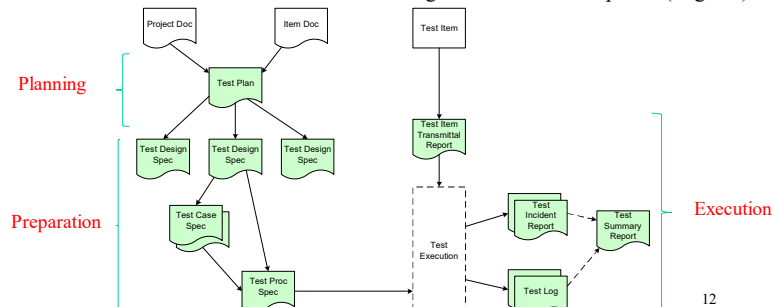 Project Doc
Item Doc
Test Item
Planning
Test Plan
Test Item
Transmittal
Report
Test Design
Spec
Test Design
Spec
Test Design
Spec
Preparation
Test Case
Spec
Test
Execution
Test
Incident
Report
Test
Summary
Report
Execution
Test Proc
Spec
Test Log
12